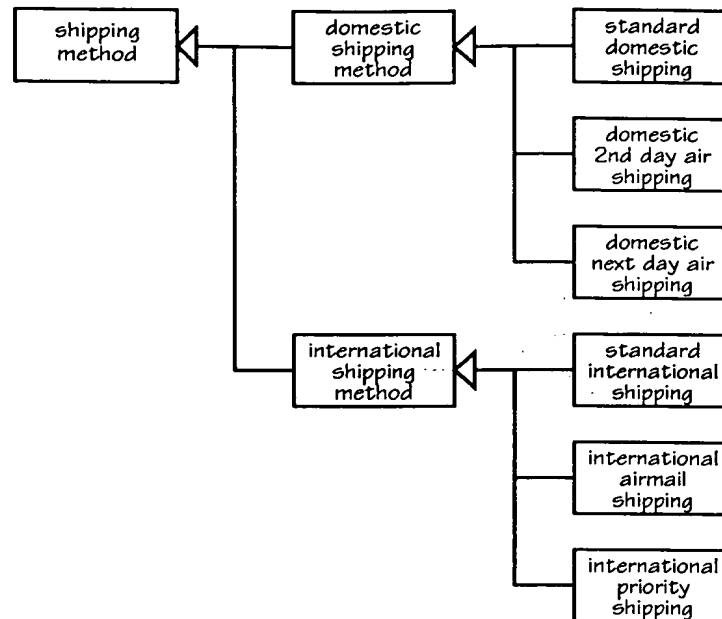 shipping
method
domestic
shipping
method
standard
domestic
shipping
domestic
2nd day air
shipping
domestic
next day air
shipping
international
shipping
method
standard
international
shipping
international
airmail
shipping
international
priority
shipping